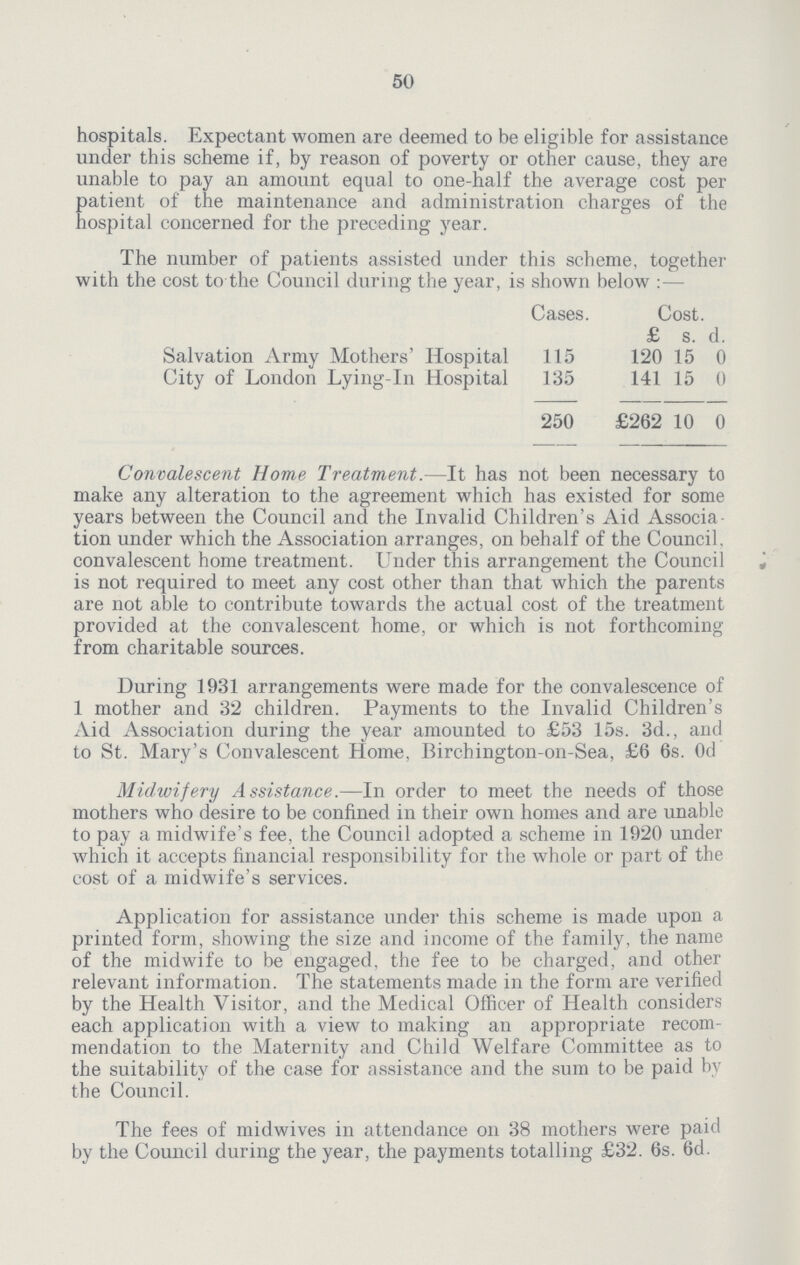 50
hospitals. Expectant women are deemed to be eligible for assistance
under this scheme if, by reason of poverty or other cause, they are
unable to pay an amount equal to one-half the average cost per
patient of the maintenance and administration charges of the
hospital concerned for the preceding year.
The number of patients assisted under this scheme, together
with the cost to the Council during the year, is shown below :—
Cases. Cost.
£ s. d.
Salvation Army Mothers' Hospital 115 120 15 0
City of London Lying-In Hospital 135 141 15 0
250 £262 10 0
Convalescent Home Treatment.—It has not been necessary to
make any alteration to the agreement which has existed for some
years between the Council and the Invalid Children's Aid Associa-
tion under which the Association arranges, on behalf of the Council,
convalescent home treatment. Under this arrangement the Council
is not required to meet any cost other than that which the parents
are not able to contribute towards the actual cost of the treatment
provided at the convalescent home, or which is not forthcoming
from charitable sources.
During 1931 arrangements were made for the convalescence of
1 mother and 32 children. Payments to the Invalid Children's
Aid Association during the year amounted to £53 15s. 3d., and
to St. Mary's Convalescent Home, Birchington-on-Sea, £6 6s. 0d
Midwifery Assistance.—In order to meet the needs of those
mothers who desire to be confined in their own homes and are unable
to pay a midwife's fee, the Council adopted a scheme in 1920 under
which it accepts financial responsibility for the whole or part of the
cost of a midwife's services.
Application for assistance under this scheme is made upon a
printed form, showing the size and income of the family, the name
of the midwife to be engaged, the fee to be charged, and other
relevant information. The statements made in the form are verified
by the Health Visitor, and the Medical Officer of Health considers
each application with a view to making an appropriate recom-
mendation to the Maternity and Child Welfare Committee as to
the suitability of the case for assistance and the sum to be paid by
the Council.
The fees of midwives in attendance on 38 mothers were paid
by the Council during the year, the payments totalling £32. 6s. 6d.